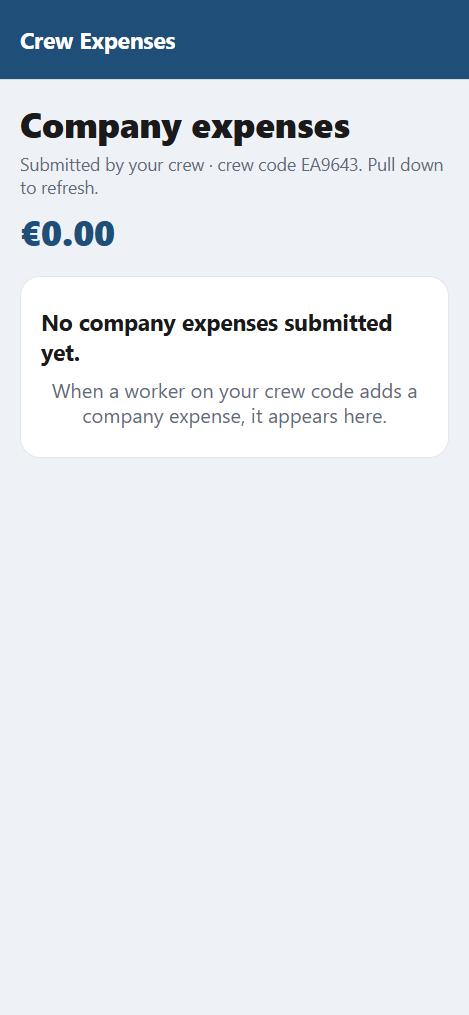 Crew Expenses
Company expenses
Submitted by your crew · crew code EA9643. Pull down
to refresh.
€0.00
No company expenses submitted
yet.
When a worker on your crew code adds a
company expense, it appears here.